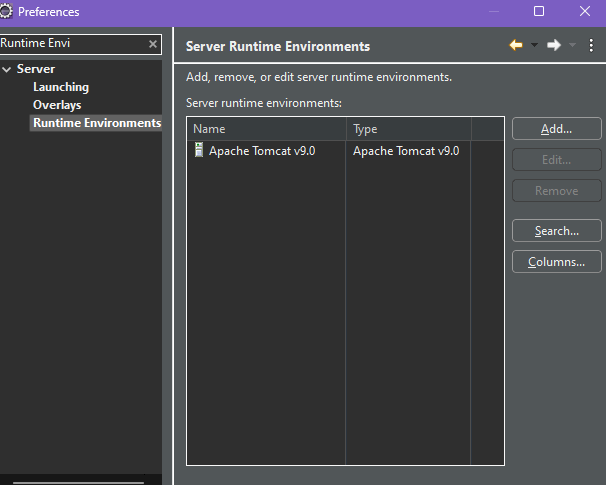 Preferences
Runtime Envi
Server
Launching
Overlays
Runtime Environments
Server Runtime Environments
Add, remove, or edit server runtime environments.
Server runtime environments:
Name Type
Apache Tomcat v9.0 Apache Tomcat v9.0
Add...
Edit...
Remove
Search...
Columns...